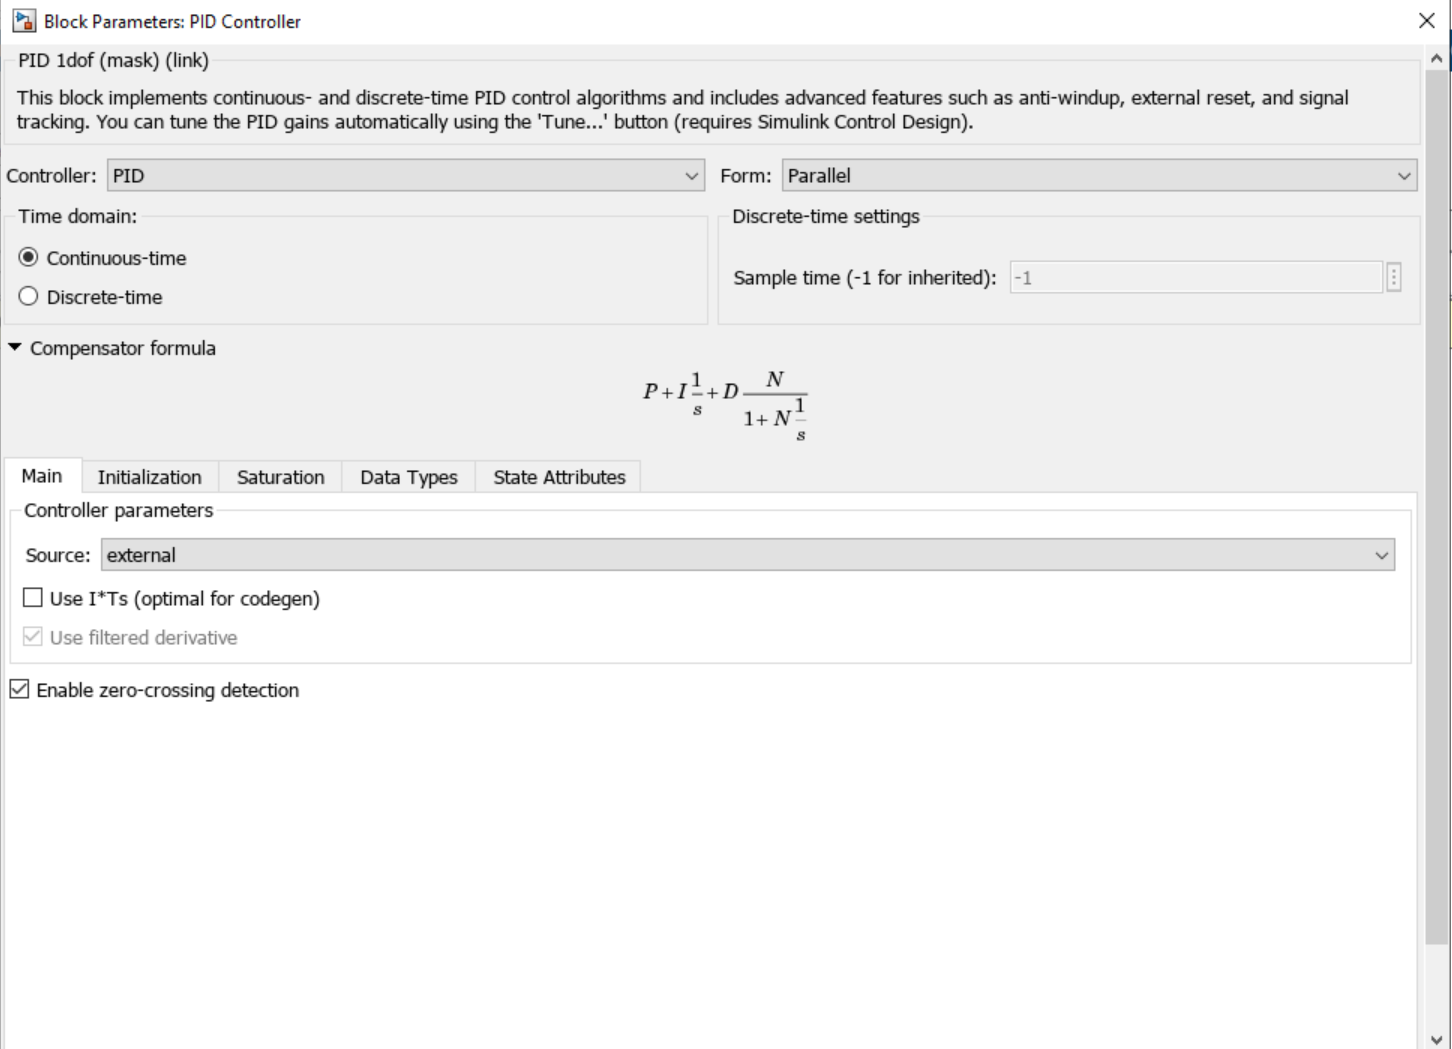 Block Parameters: PID Controller
PID 1dof (mask) (link)
This block implements continuous- and discrete-time PID control algorithms and includes advanced features such as anti-windup, external reset, and signal
tracking. You can tune the PID gains automatically using the 'Tune...' button (requires Simulink Control Design).
Controller: PID Form: Parallel
Time domain: Discrete-time settings
Continuous-time
Sample time (-1 for inherited): -1
Discrete-time
Compensator formula
P + I 1/s + D N/(1 + N 1/s)
Main Initialization Saturation Data Types State Attributes
Controller parameters
Source: external
Use I*Ts (optimal for codegen)
Use filtered derivative
Enable zero-crossing detection